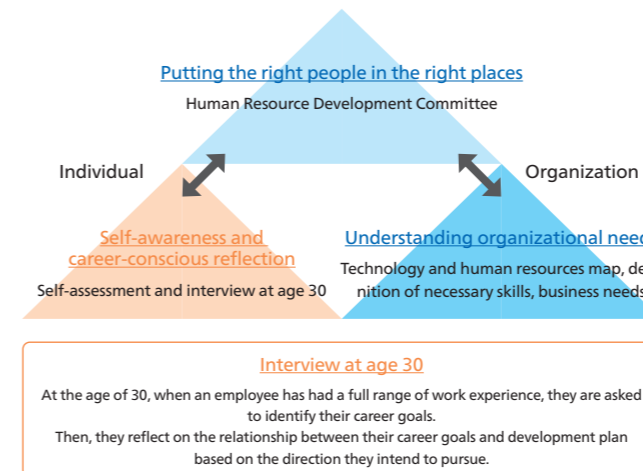 Putting the right people in the right places
Human Resource Development Committee
Individual
Organization
Self-awareness and
career-conscious reflection
Self-assessment and interview at age 30
Understanding organizational
Technology and human resources map,
nition of necessary skills, business needs
Interview at age 30
At the age of 30, when an employee has had a full range of work experience, they are asked
to identify their career goals.
Then, they reflect on the relationship between their career goals and development plan
based on the direction they intend to pursue.